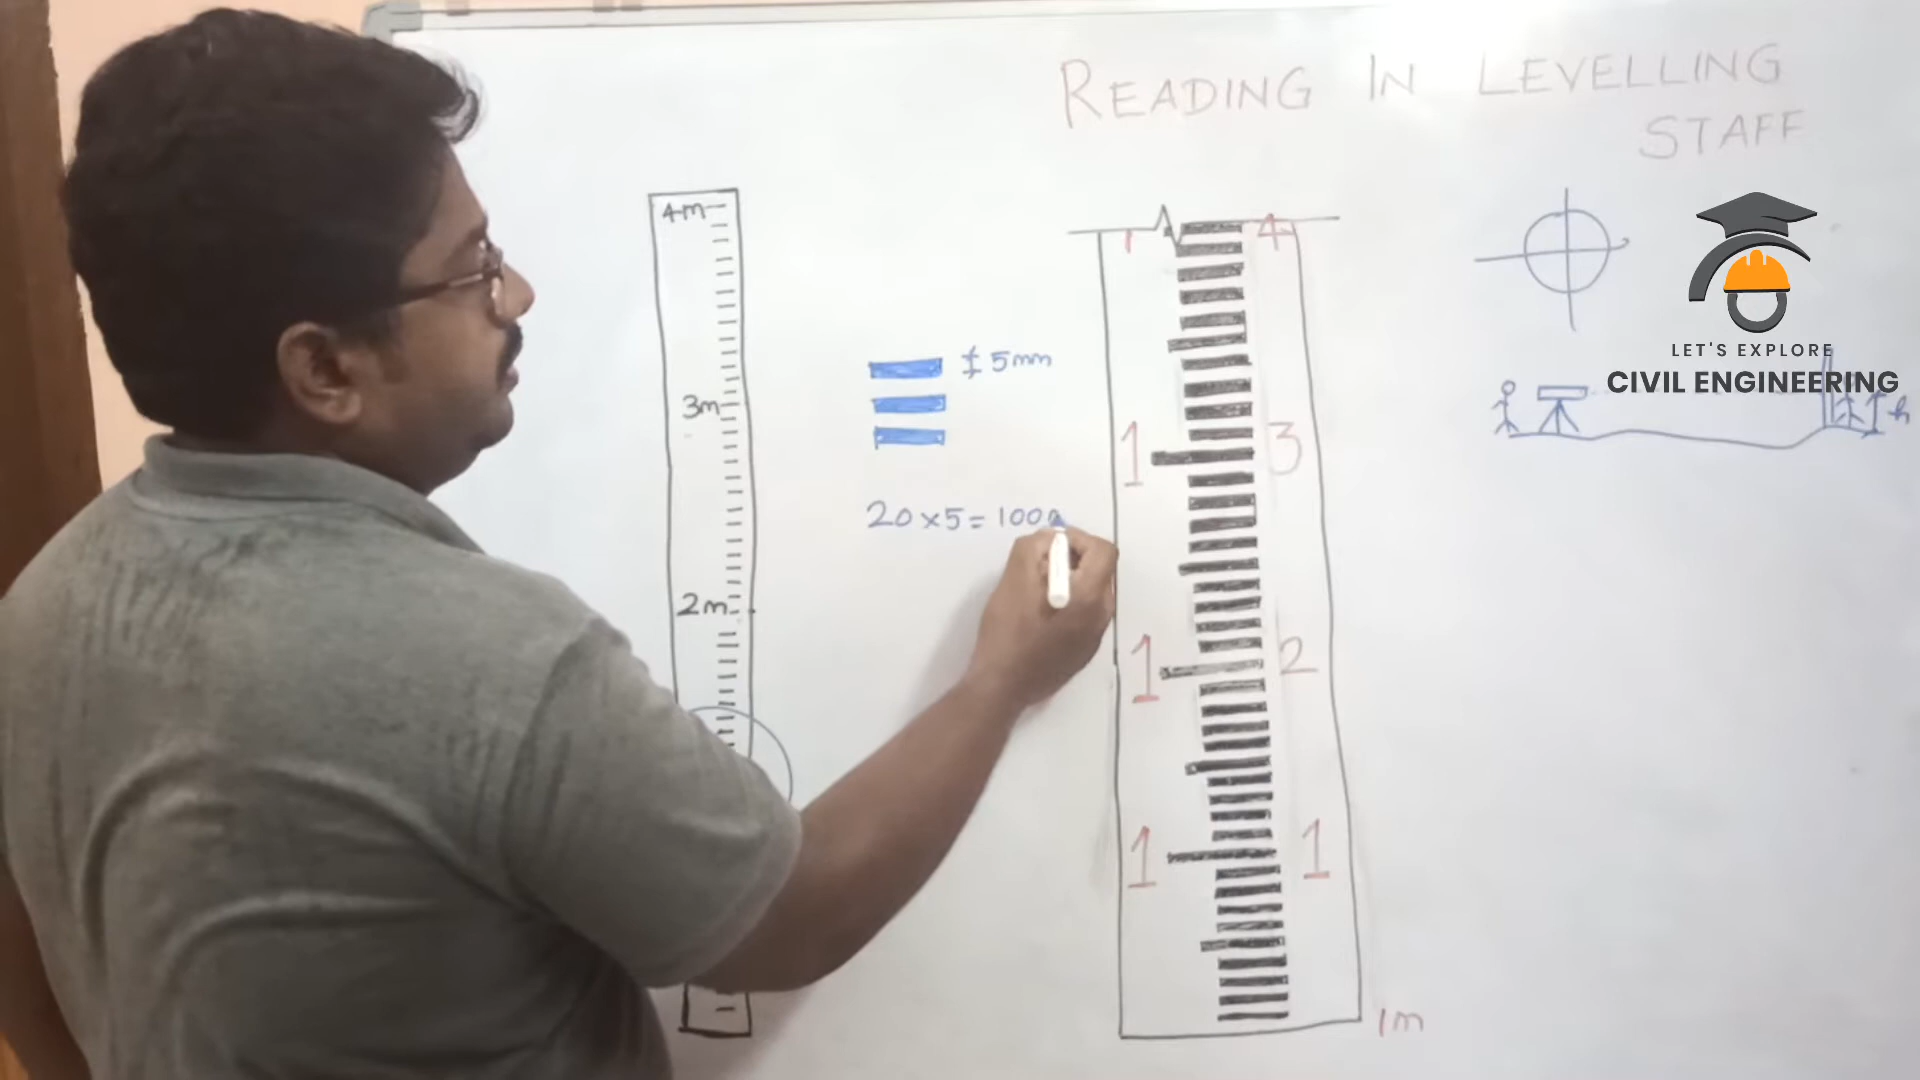 READING IN LEVELLING
STAFF
4m
3m
2m
5mm
20 × 5 = 100
1 4
1 3
1 2
1 1
1m
LET'S EXPLORE
CIVIL ENGINEERING
h